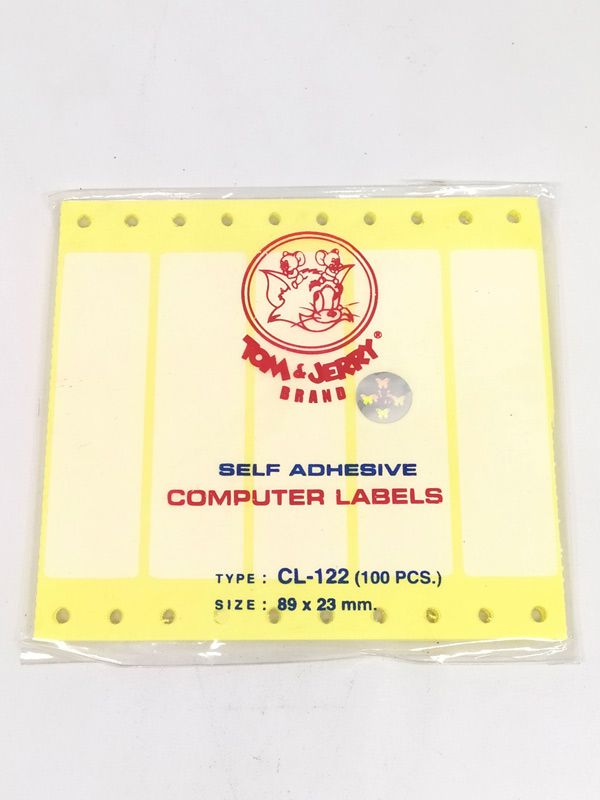 TOM & JERRY®
BRAND
SELF ADHESIVE
COMPUTER LABELS
TYPE : CL-122 (100 PCS.)
SIZE : 89 x 23 mm.